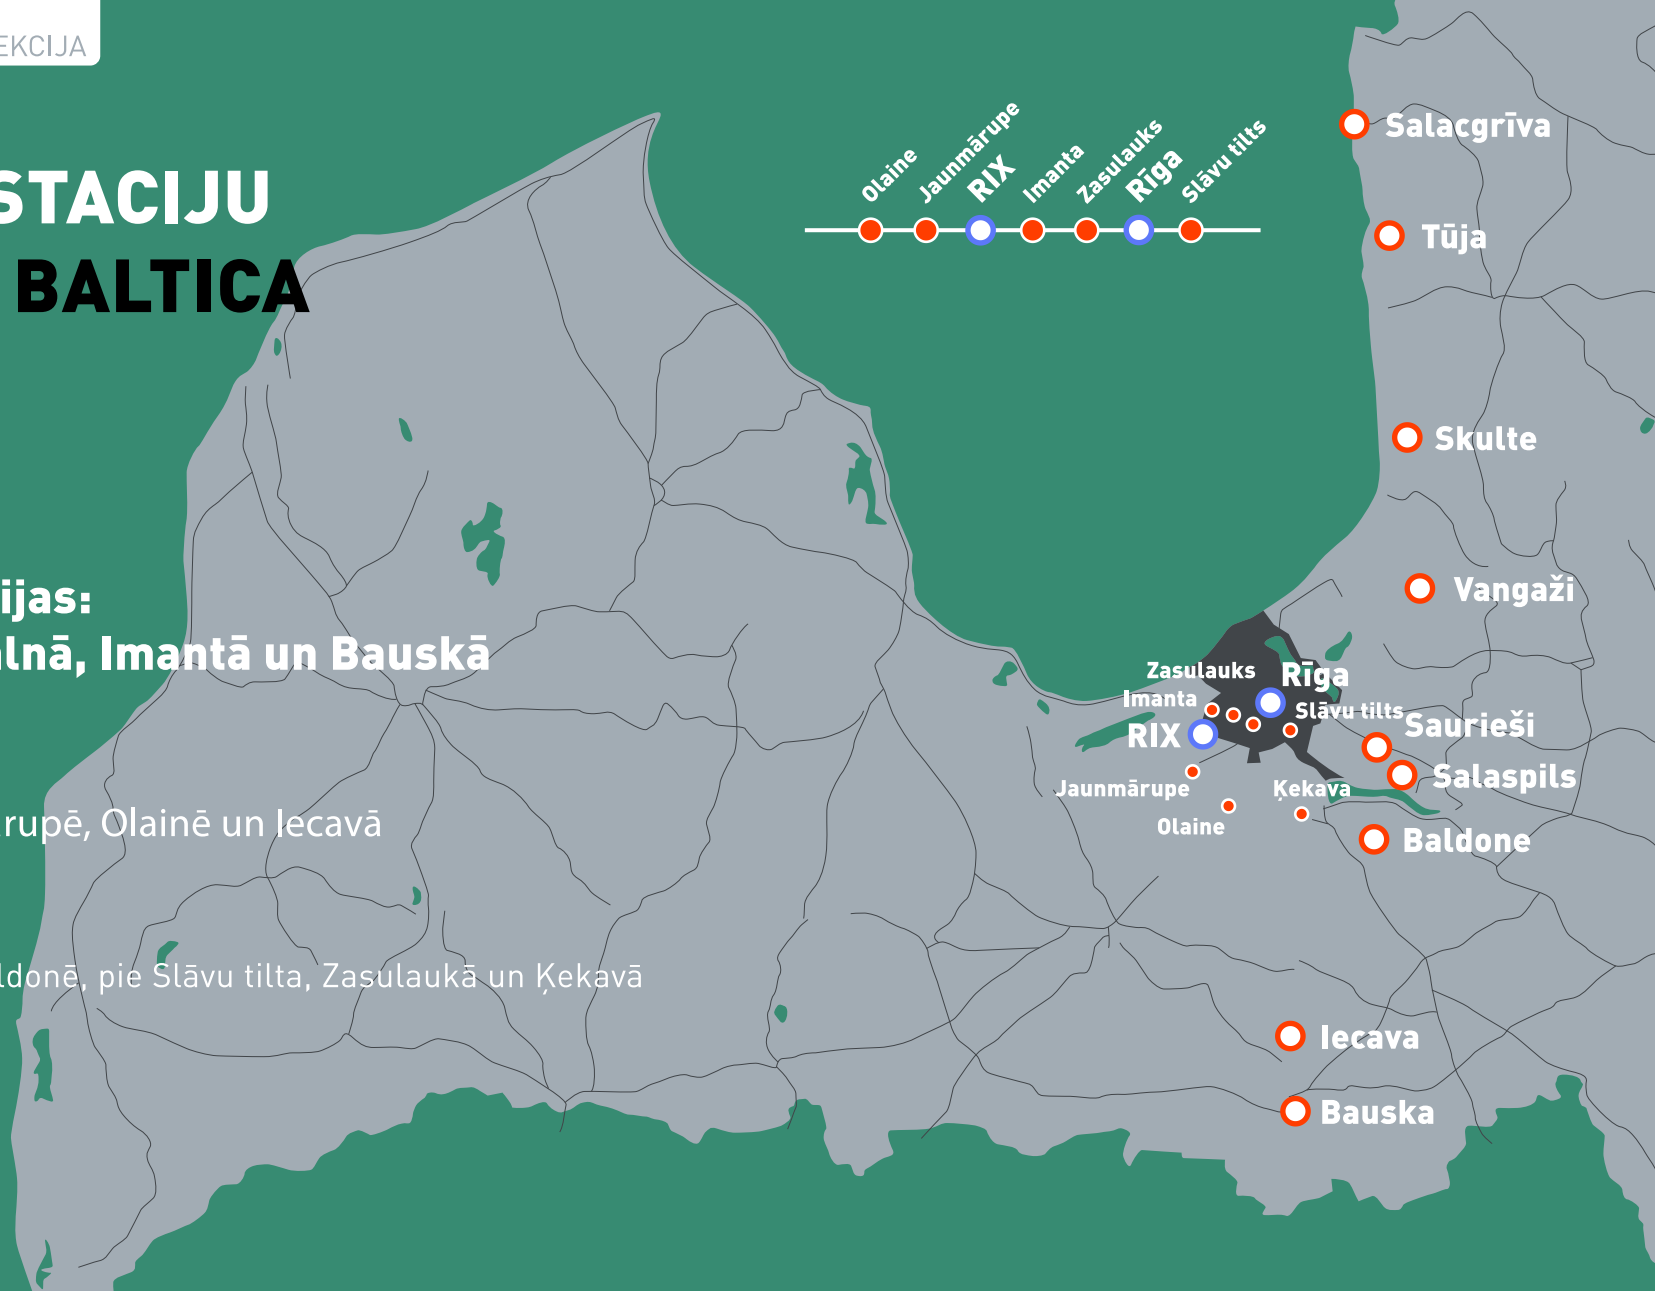 EKCIJA
STACIJU
BALTICA
ijas:
alnā, Imantā un Bauskā
rupē, Olainē un Iecavā
ldonē, pie Slāvu tilta, Zasulaukā un Ķekavā
Olaine
Jaunmārupe
RIX
Imanta
Zasulauks
Rīga
Slāvu tilts
Salacgrīva
Tūja
Skulte
Vangaži
Zasulauks
Rīga
Imanta
Slāvu tilts
RIX
Saurieši
Salaspils
Jaunmārupe
Ķekava
Olaine
Baldone
Iecava
Bauska